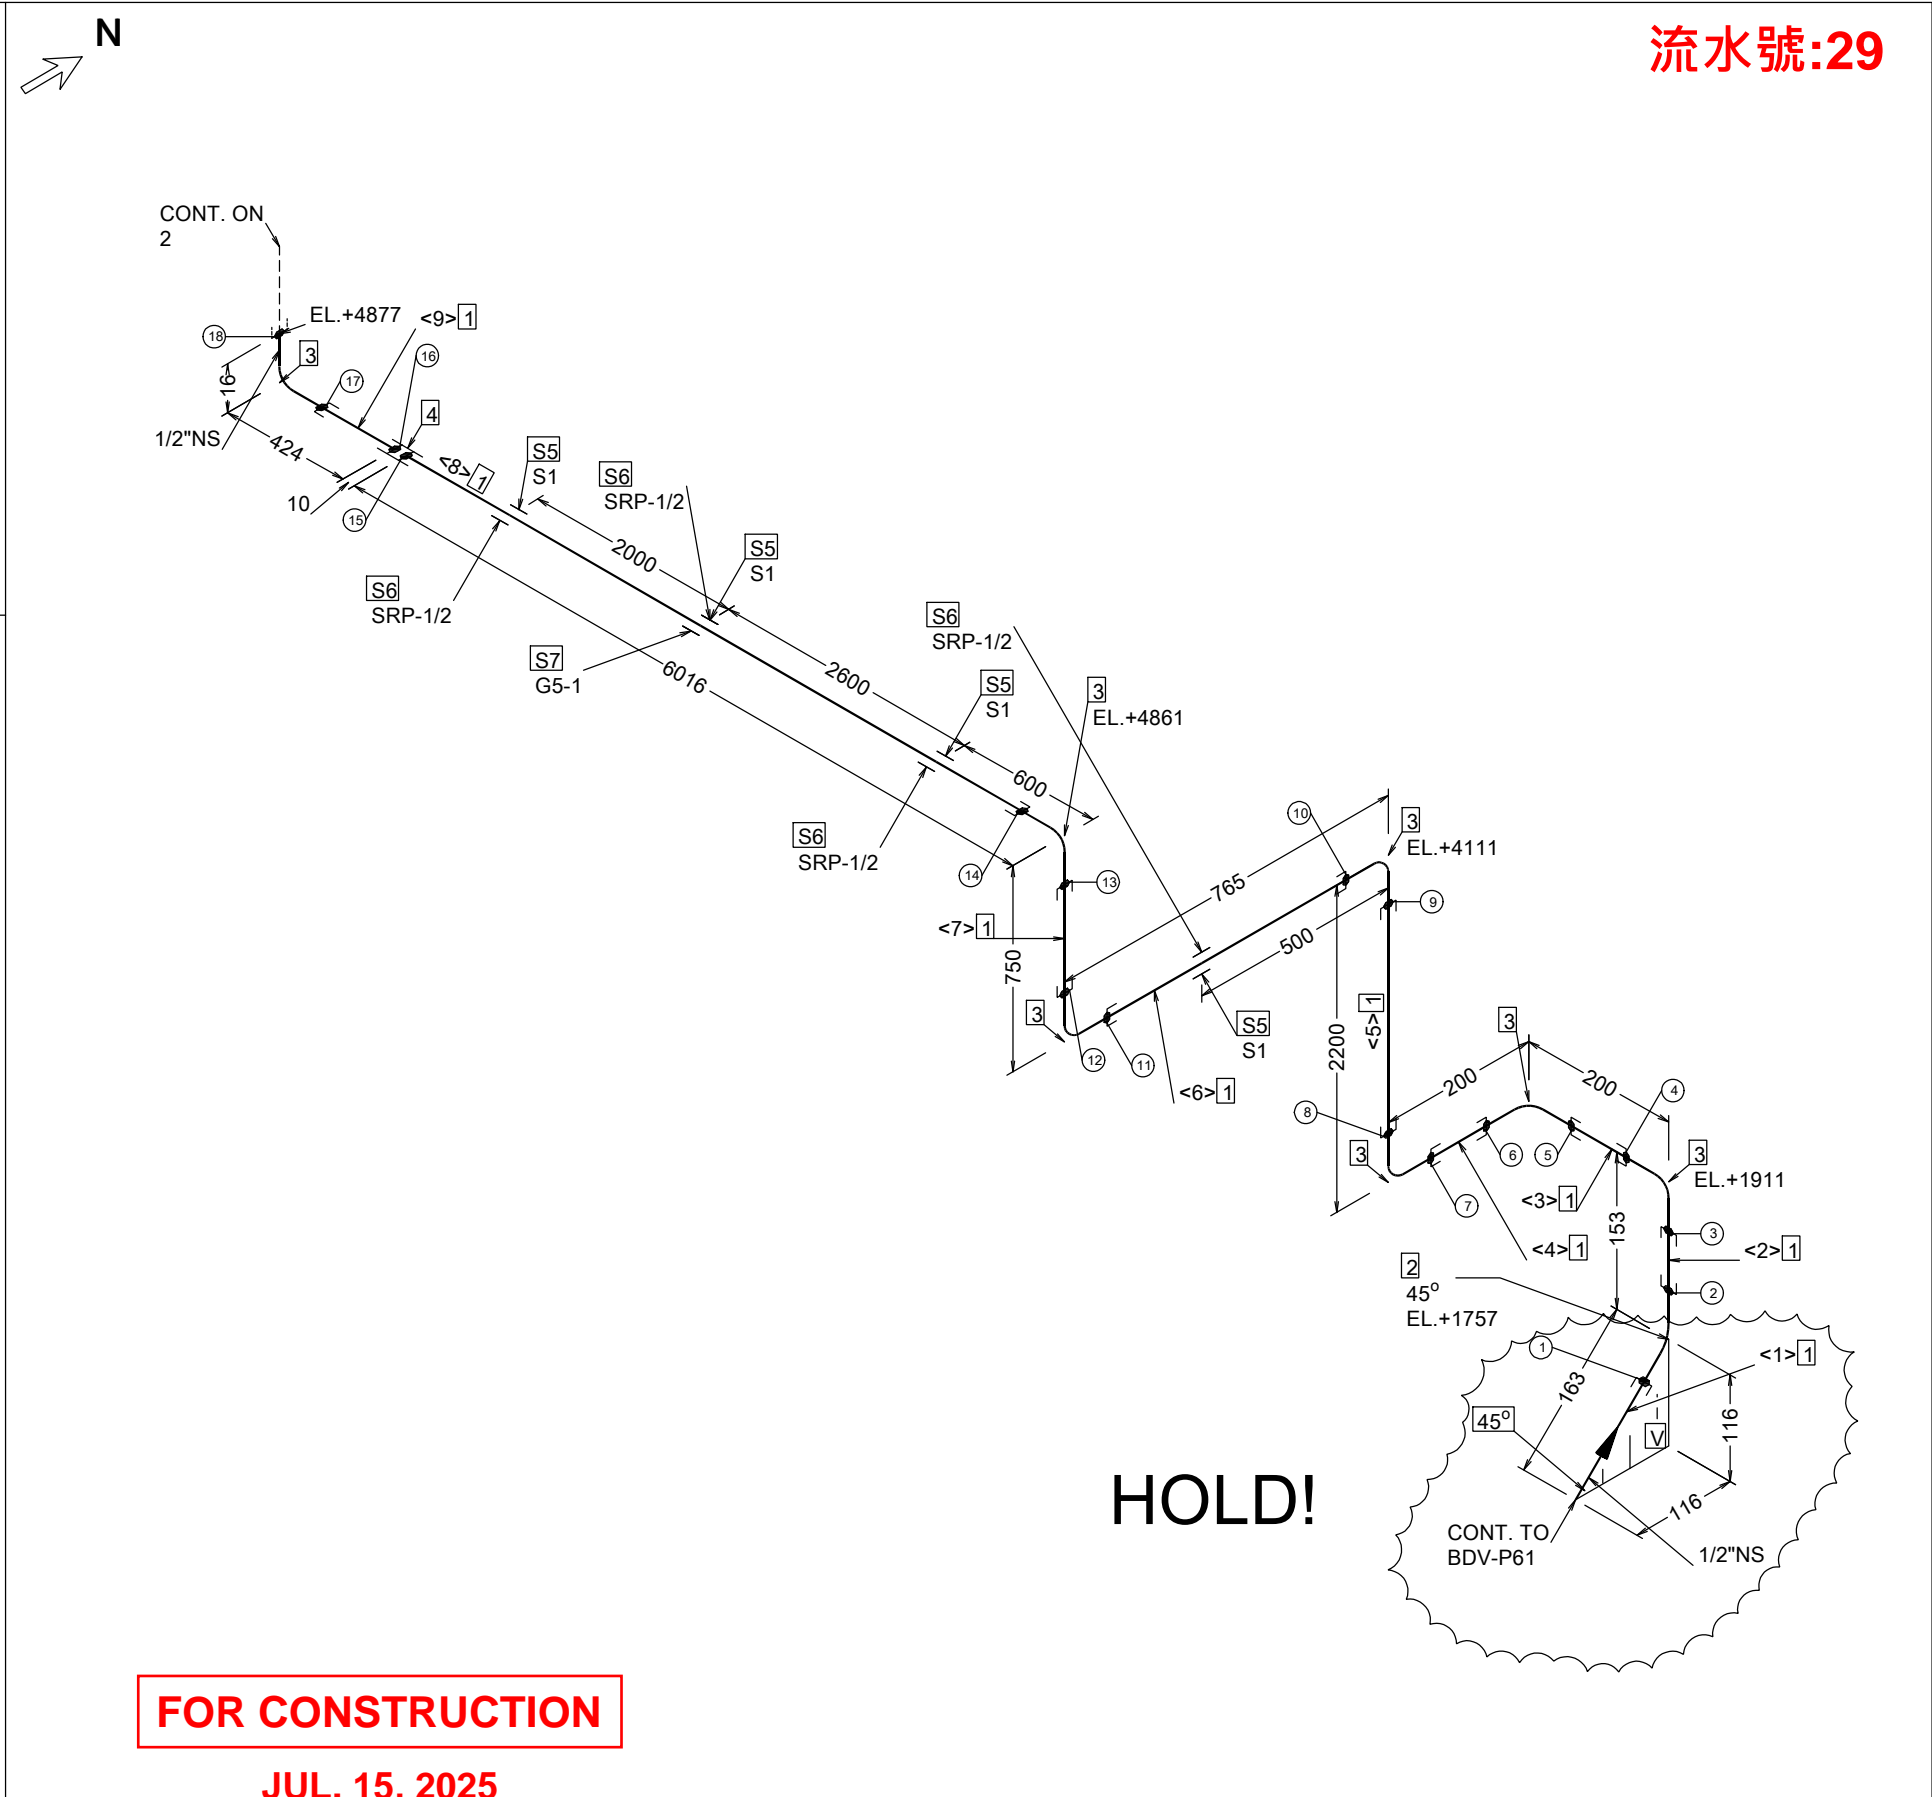 N
流水號:29
CONT. ON
2
EL.+4877
<9> 1
18
3
16
17
16
4
1/2"NS
424
<8> 1
10
15
S5
S1
S6
SRP-1/2
2000
S5
S1
S6
SRP-1/2
S7
G5-1
6016
2600
S6
SRP-1/2
S5
S1
3
EL.+4861
600
S6
SRP-1/2
14
13
10
3
EL.+4111
765
9
<7> 1
750
500
3
12
11
S5
S1
<6> 1
2200
<5> 1
3
200
200
4
8
3
6
5
3
EL.+1911
7
<3> 1
153
3
<4> 1
<2> 1
2
45°
EL.+1757
2
1
<1> 1
163
45°
V
116
116
HOLD!
CONT. TO
BDV-P61
1/2"NS
FOR CONSTRUCTION
JUL. 15. 2025